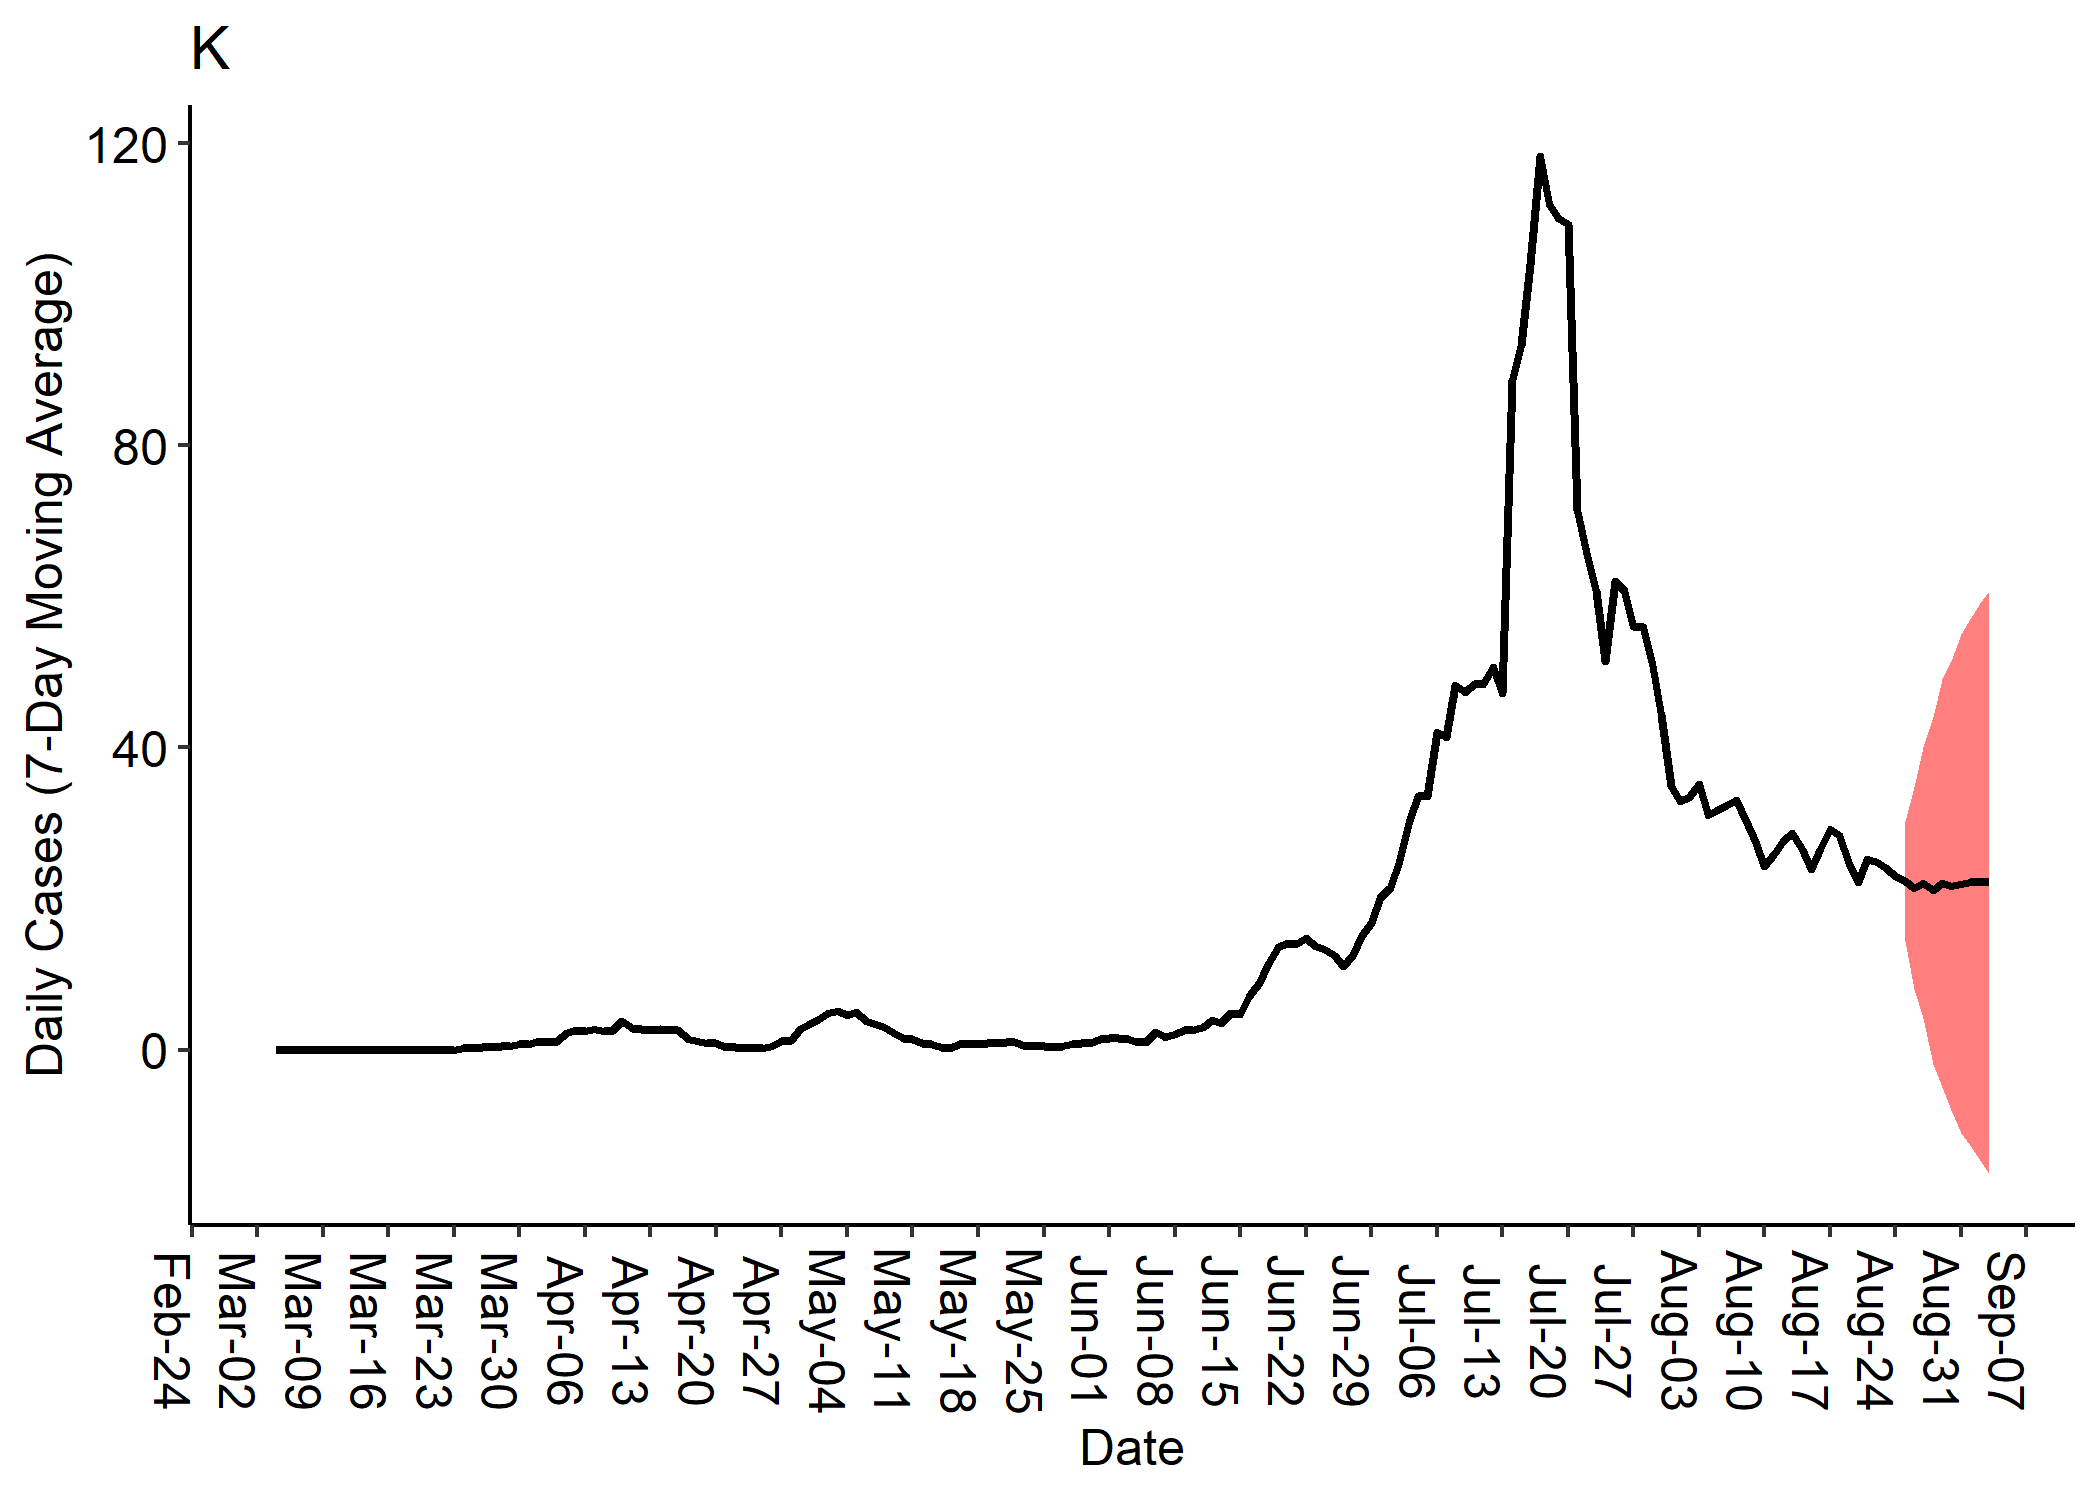 K
Daily Cases (7-Day Moving Average)
120
80
40
0
Feb-24
Mar-02
Mar-09
Mar-16
Mar-23
Mar-30
Apr-06
Apr-13
Apr-20
Apr-27
May-04
May-11
May-18
May-25
Jun-01
Jun-08
Jun-15
Jun-22
Jun-29
Jul-06
Jul-13
Jul-20
Jul-27
Aug-03
Aug-10
Aug-17
Aug-24
Aug-31
Sep-07
Date